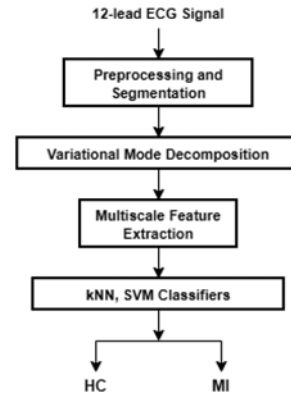 12-lead ECG Signal
Preprocessing and
Segmentation
Variational Mode Decomposition
Multiscale Feature
Extraction
kNN, SVM Classifiers
HC MI